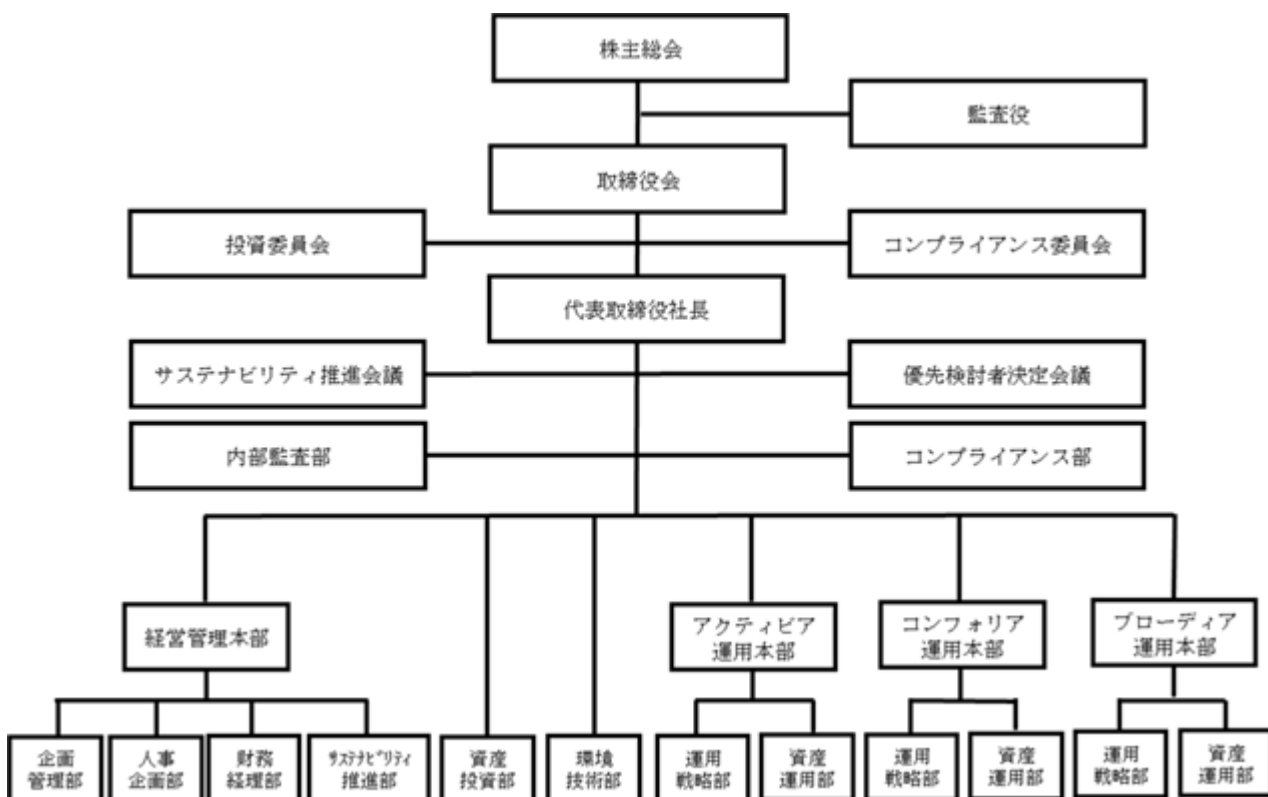 株主総会
監査役
取締役会
投資委員会
コンプライアンス委員会
代表取締役社長
サステナビリティ推進会議
優先検討者決定会議
内部監査部
コンプライアンス部
経営管理本部
アクティビア
運用本部
コンフォリア
運用本部
ブローディア
運用本部
企画
管理部
人事
企画部
財務
経理部
ｻｽﾃﾅﾋﾞﾘﾃｨ
推進部
資産
投資部
環境
技術部
運用
戦略部
資産
運用部
運用
戦略部
資産
運用部
運用
戦略部
資産
運用部